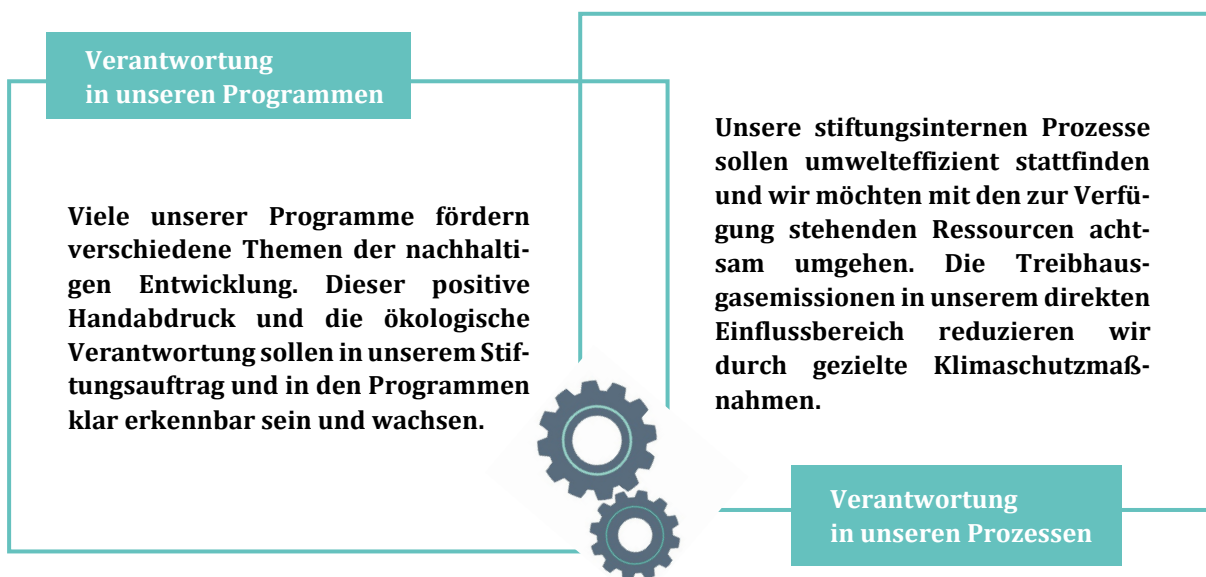 Verantwortung
in unseren Programmen
Viele unserer Programme fördern
verschiedene Themen der nachhalti-
gen Entwicklung. Dieser positive
Handabdruck und die ökologische
Verantwortung sollen in unserem Stif-
tungsauftrag und in den Programmen
klar erkennbar sein und wachsen.
Unsere stiftungsinternen Prozesse
sollen umwelteffizient stattfinden
und wir möchten mit den zur Verfü-
gung stehenden Ressourcen acht-
sam umgehen. Die Treibhaus-
gasemissionen in unserem direkten
Einflussbereich reduzieren wir
durch gezielte Klimaschutzmaß-
nahmen.
Verantwortung
in unseren Prozessen